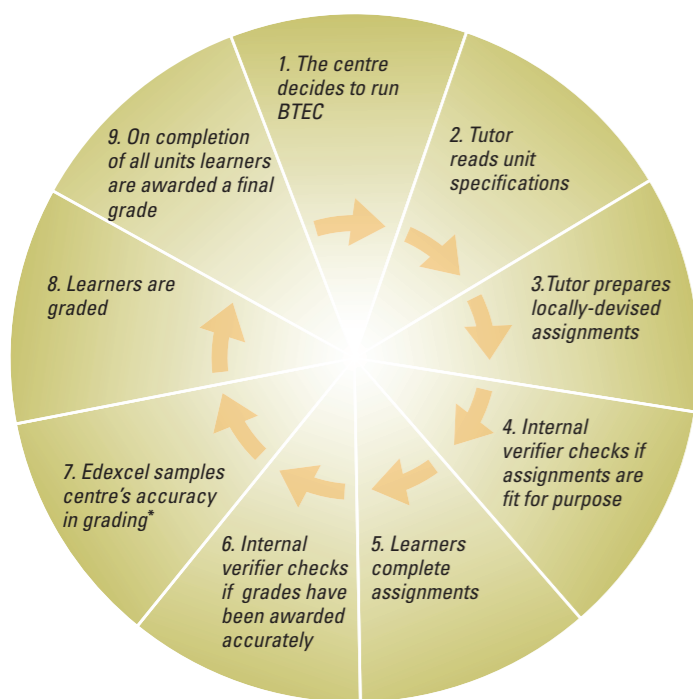 1. The centre
decides to run
BTEC
2. Tutor
reads unit
specifications
3.Tutor prepares
locally-devised
assignments
4. Internal
verifier checks if
assignments are
fit for purpose
5. Learners
complete
assignments
6. Internal
verifier checks
if grades have
been awarded
accurately
7. Edexcel samples
centre's accuracy
in grading*
8. Learners are
graded
9. On completion
of all units learners
are awarded a final
grade